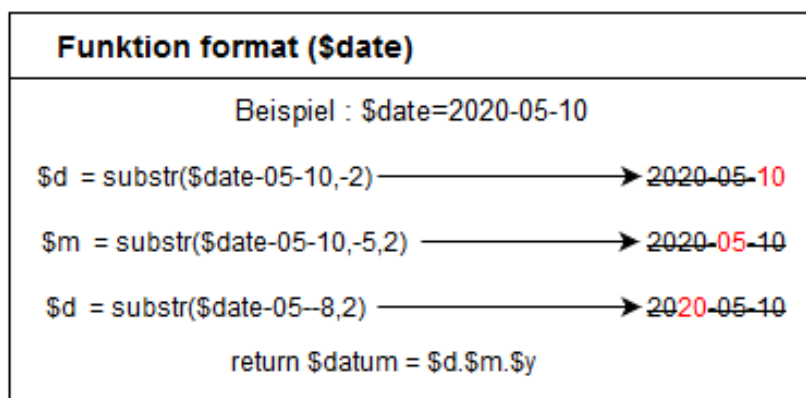 Funktion format ($date)
Beispiel : $date=2020-05-10
$d = substr($date-05-10,-2) 2020-05-10
$m = substr($date-05-10,-5,2) 2020-05-10
$d = substr($date-05--8,2) 2020-05-10
return $datum = $d.$m.$y